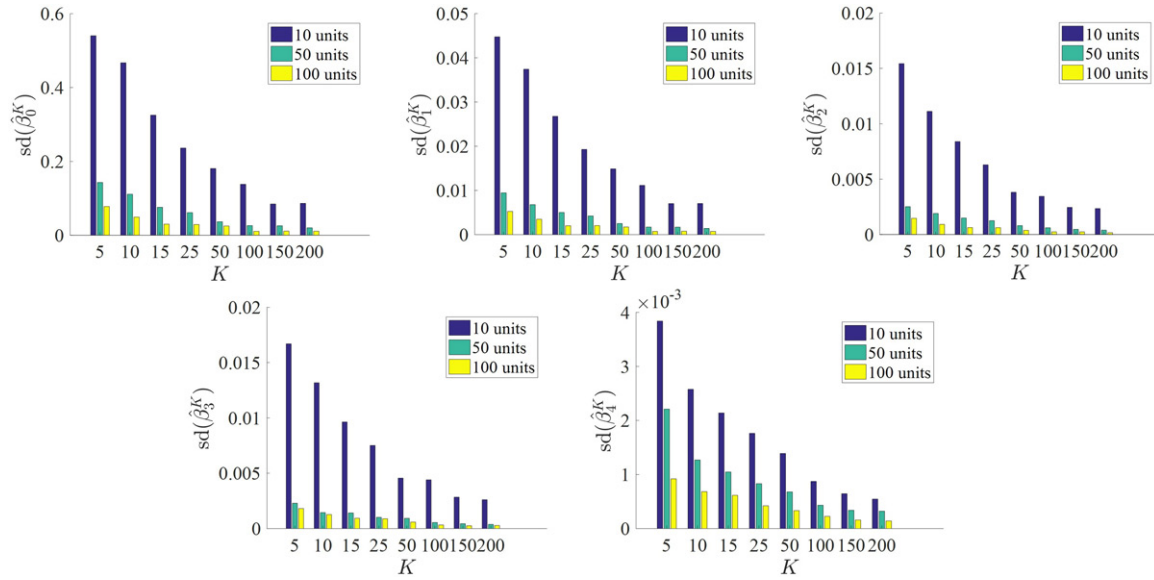 0.6
0.4
0.2
0
sd(β̂₀ᴷ)
10 units
50 units
100 units
5 10 15 25 50 100 150 200
K
0.05
0.04
0.03
0.02
0.01
0
sd(β̂₁ᴷ)
10 units
50 units
100 units
5 10 15 25 50 100 150 200
K
0.02
0.015
0.01
0.005
0
sd(β̂₂ᴷ)
10 units
50 units
100 units
5 10 15 25 50 100 150 200
K
0.02
0.015
0.01
0.005
0
sd(β̂₃ᴷ)
10 units
50 units
100 units
5 10 15 25 50 100 150 200
K
×10⁻³
4
3
2
1
0
sd(β̂₄ᴷ)
10 units
50 units
100 units
5 10 15 25 50 100 150 200
K